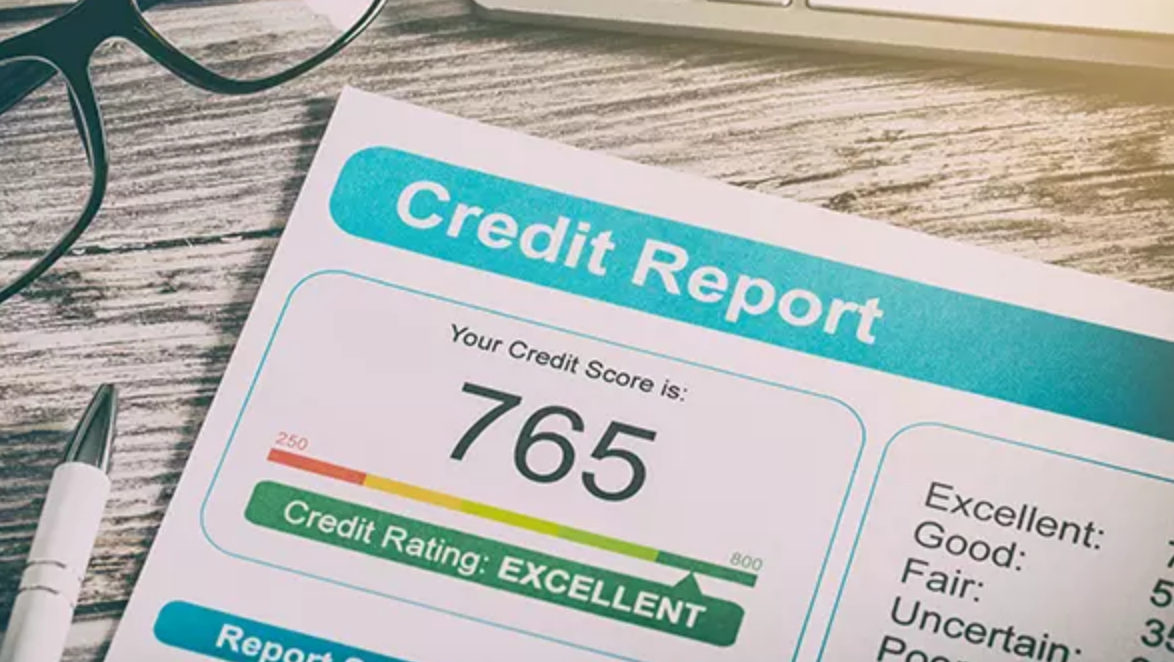 Credit Report
Your Credit Score is:
765
250
800
Credit Rating: EXCELLENT
Report
Excellent:
Good:
Fair:
Uncertain: